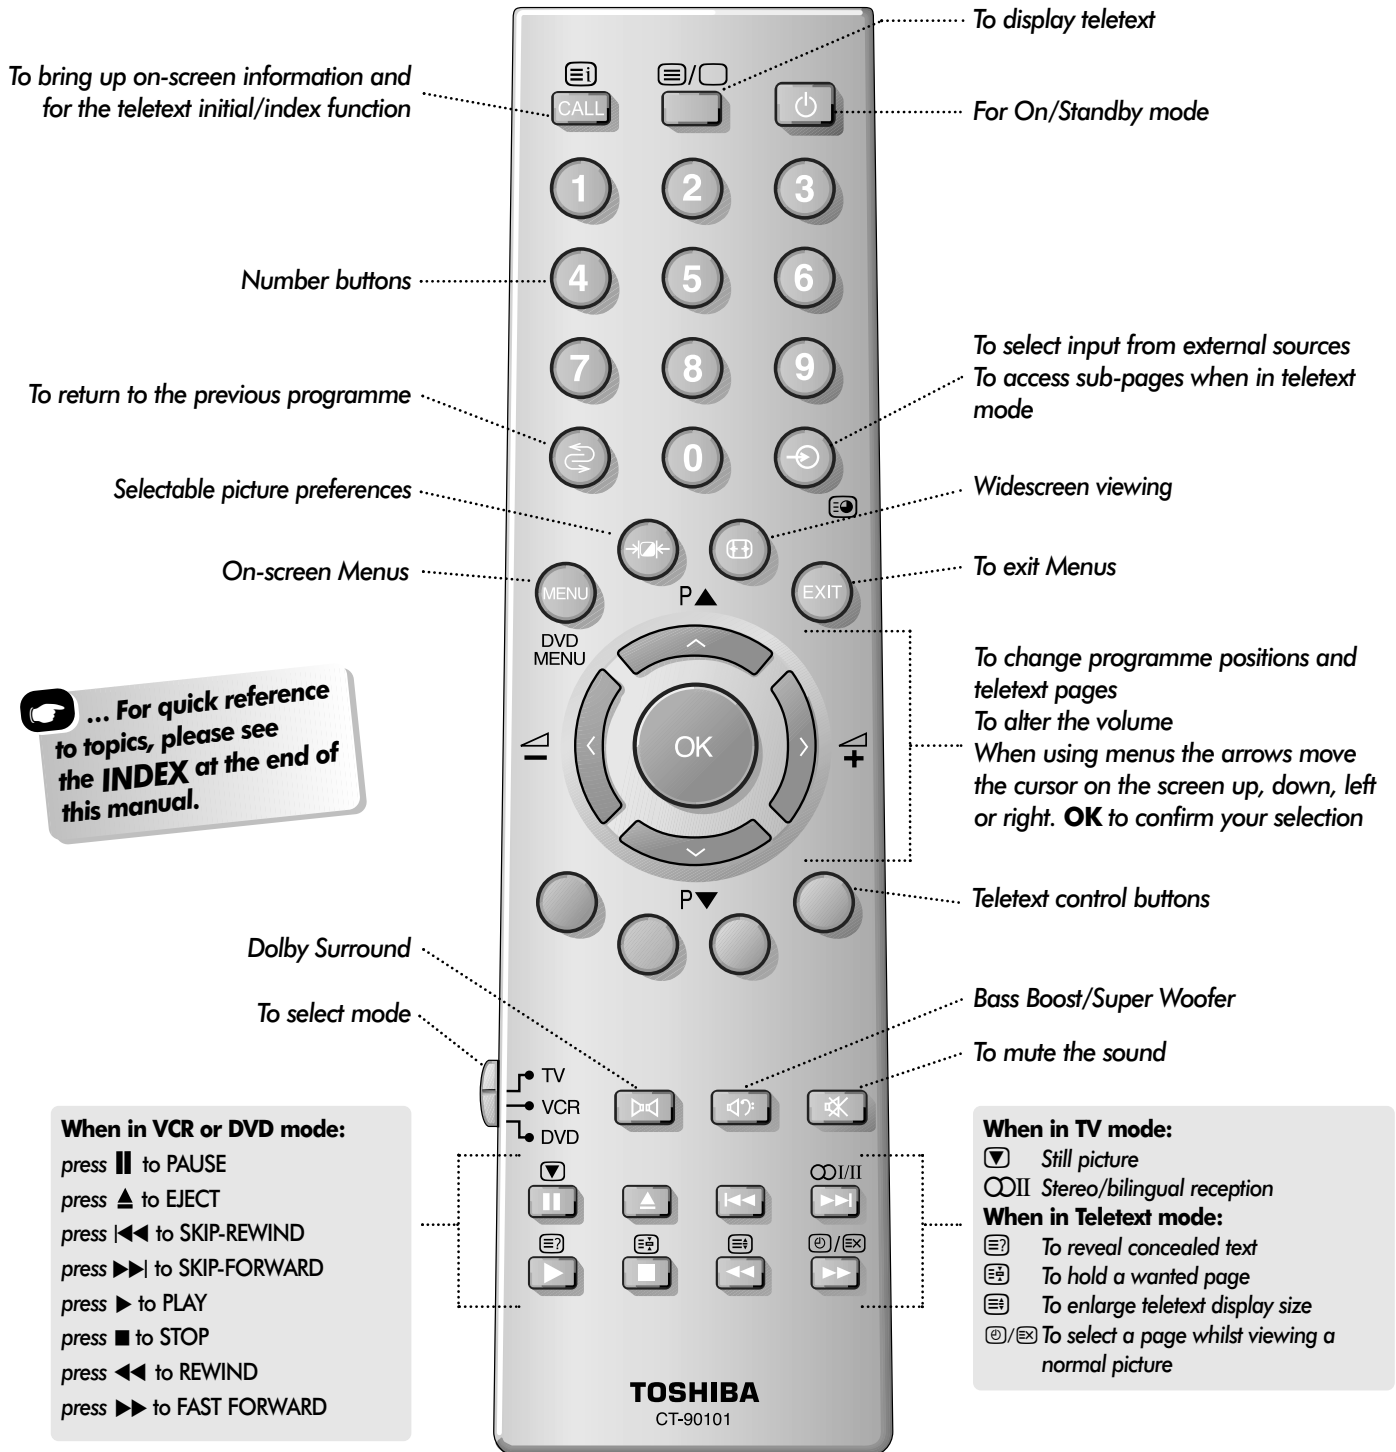 To display teletext
To bring up on-screen information and
for the teletext initial/index function
CALL
For On/Standby mode
1 2 3
Number buttons
4 5 6
7 8 9
To select input from external sources
To access sub-pages when in teletext
mode
To return to the previous programme
0
Selectable picture preferences
Widescreen viewing
On-screen Menus
MENU
EXIT
To exit Menus
P▲
DVD
MENU
... For quick reference
to topics, please see
the INDEX at the end of
this manual.
OK
− +
To change programme positions and
teletext pages
To alter the volume
When using menus the arrows move
the cursor on the screen up, down, left
or right. OK to confirm your selection
P▼
Teletext control buttons
Dolby Surround
To select mode
Bass Boost/Super Woofer
To mute the sound
TV
VCR
DVD
I/II
When in VCR or DVD mode:
press ⏸ to PAUSE
press ⏏ to EJECT
press |◀◀ to SKIP-REWIND
press ▶▶| to SKIP-FORWARD
press ▶ to PLAY
press ■ to STOP
press ◀◀ to REWIND
press ▶▶ to FAST FORWARD
When in TV mode:
Still picture
II Stereo/bilingual reception
When in Teletext mode:
To reveal concealed text
To hold a wanted page
To enlarge teletext display size
/ To select a page whilst viewing a
normal picture
TOSHIBA
CT-90101